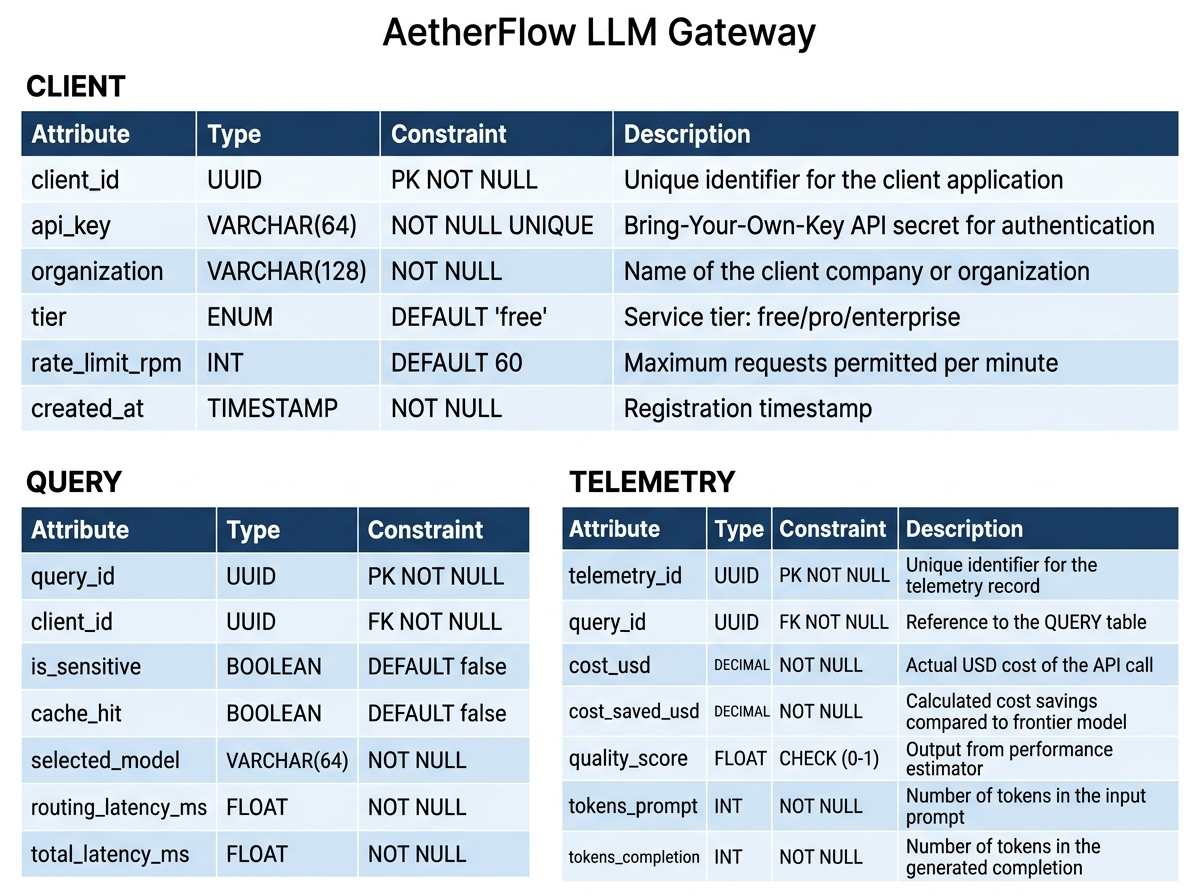 AetherFlow LLM Gateway
CLIENT
Attribute Type Constraint Description
client_id UUID PK NOT NULL Unique identifier for the client application
api_key VARCHAR(64) NOT NULL UNIQUE Bring-Your-Own-Key API secret for authentication
organization VARCHAR(128) NOT NULL Name of the client company or organization
tier ENUM DEFAULT 'free' Service tier: free/pro/enterprise
rate_limit_rpm INT DEFAULT 60 Maximum requests permitted per minute
created_at TIMESTAMP NOT NULL Registration timestamp
QUERY
Attribute Type Constraint
query_id UUID PK NOT NULL
client_id UUID FK NOT NULL
is_sensitive BOOLEAN DEFAULT false
cache_hit BOOLEAN DEFAULT false
selected_model VARCHAR(64) NOT NULL
routing_latency_ms FLOAT NOT NULL
total_latency_ms FLOAT NOT NULL
TELEMETRY
Attribute Type Constraint Description
telemetry_id UUID PK NOT NULL Unique identifier for the
telemetry record
query_id UUID FK NOT NULL Reference to the QUERY table
cost_usd DECIMAL NOT NULL Actual USD cost of the API call
cost_saved_usd DECIMAL NOT NULL Calculated cost savings
compared to frontier model
quality_score FLOAT CHECK (0-1) Output from performance
estimator
tokens_prompt INT NOT NULL Number of tokens in the input
prompt
tokens_completion INT NOT NULL Number of tokens in the
generated completion